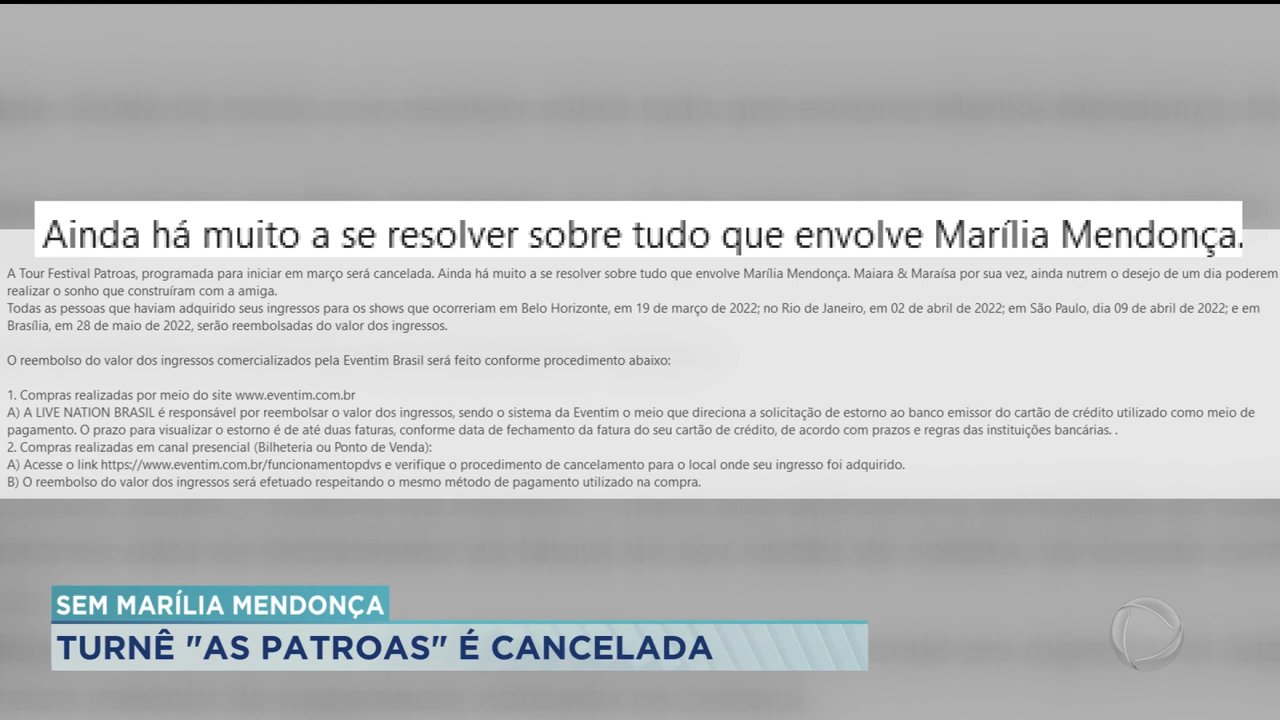 Ainda há muito a se resolver sobre tudo que envolve Marília Mendonça.
A Tour Festival Patroas, programada para iniciar em março será cancelada. Ainda há muito a se resolver sobre tudo que envolve Marília Mendonça. Maiara & Maraísa por sua vez, ainda nutrem o desejo de um dia poderem
realizar o sonho que construíram com a amiga.
Todas as pessoas que haviam adquirido seus ingressos para os shows que ocorreriam em Belo Horizonte, em 19 de março de 2022; no Rio de Janeiro, em 02 de abril de 2022; em São Paulo, dia 09 de abril de 2022; e em
Brasília, em 28 de maio de 2022, serão reembolsadas do valor dos ingressos.
O reembolso do valor dos ingressos comercializados pela Eventim Brasil será feito conforme procedimento abaixo:
1. Compras realizadas por meio do site www.eventim.com.br
A) A LIVE NATION BRASIL é responsável por reembolsar o valor dos ingressos, sendo o sistema da Eventim o meio que direciona a solicitação de estorno ao banco emissor do cartão de crédito utilizado como meio de
pagamento. O prazo para visualizar o estorno é de até duas faturas, conforme data de fechamento da fatura do seu cartão de crédito, de acordo com prazos e regras das instituições bancárias. .
2. Compras realizadas em canal presencial (Bilheteria ou Ponto de Venda):
A) Acesse o link https://www.eventim.com.br/funcionamentopdvs e verifique o procedimento de cancelamento para o local onde seu ingresso foi adquirido.
B) O reembolso do valor dos ingressos será efetuado respeitando o mesmo método de pagamento utilizado na compra.
SEM MARÍLIA MENDONÇA
TURNÊ "AS PATROAS" É CANCELADA